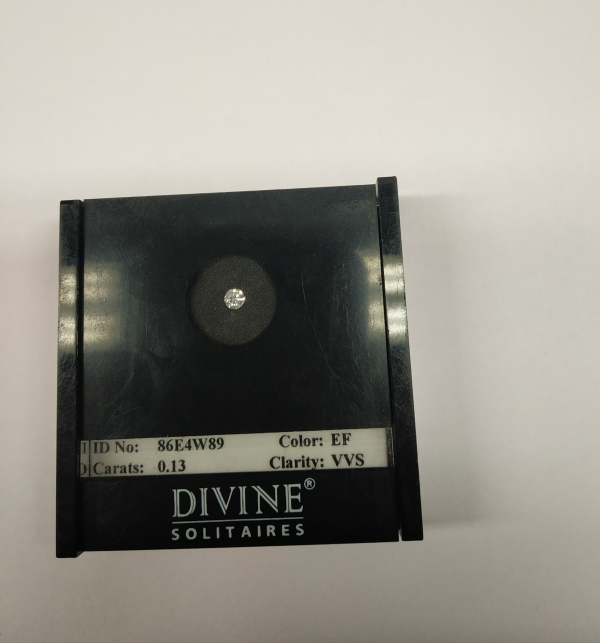 ID No: 86E4W89 Color: EF
Carats: 0.13 Clarity: VVS
DIVINE®
SOLITAIRES